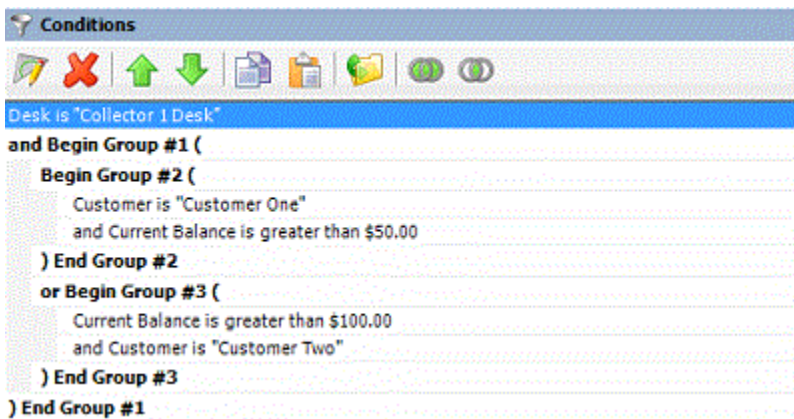 Conditions
Desk is "Collector 1 Desk"
and Begin Group #1 (
Begin Group #2 (
Customer is "Customer One"
and Current Balance is greater than $50.00
) End Group #2
or Begin Group #3 (
Current Balance is greater than $100.00
and Customer is "Customer Two"
) End Group #3
) End Group #1